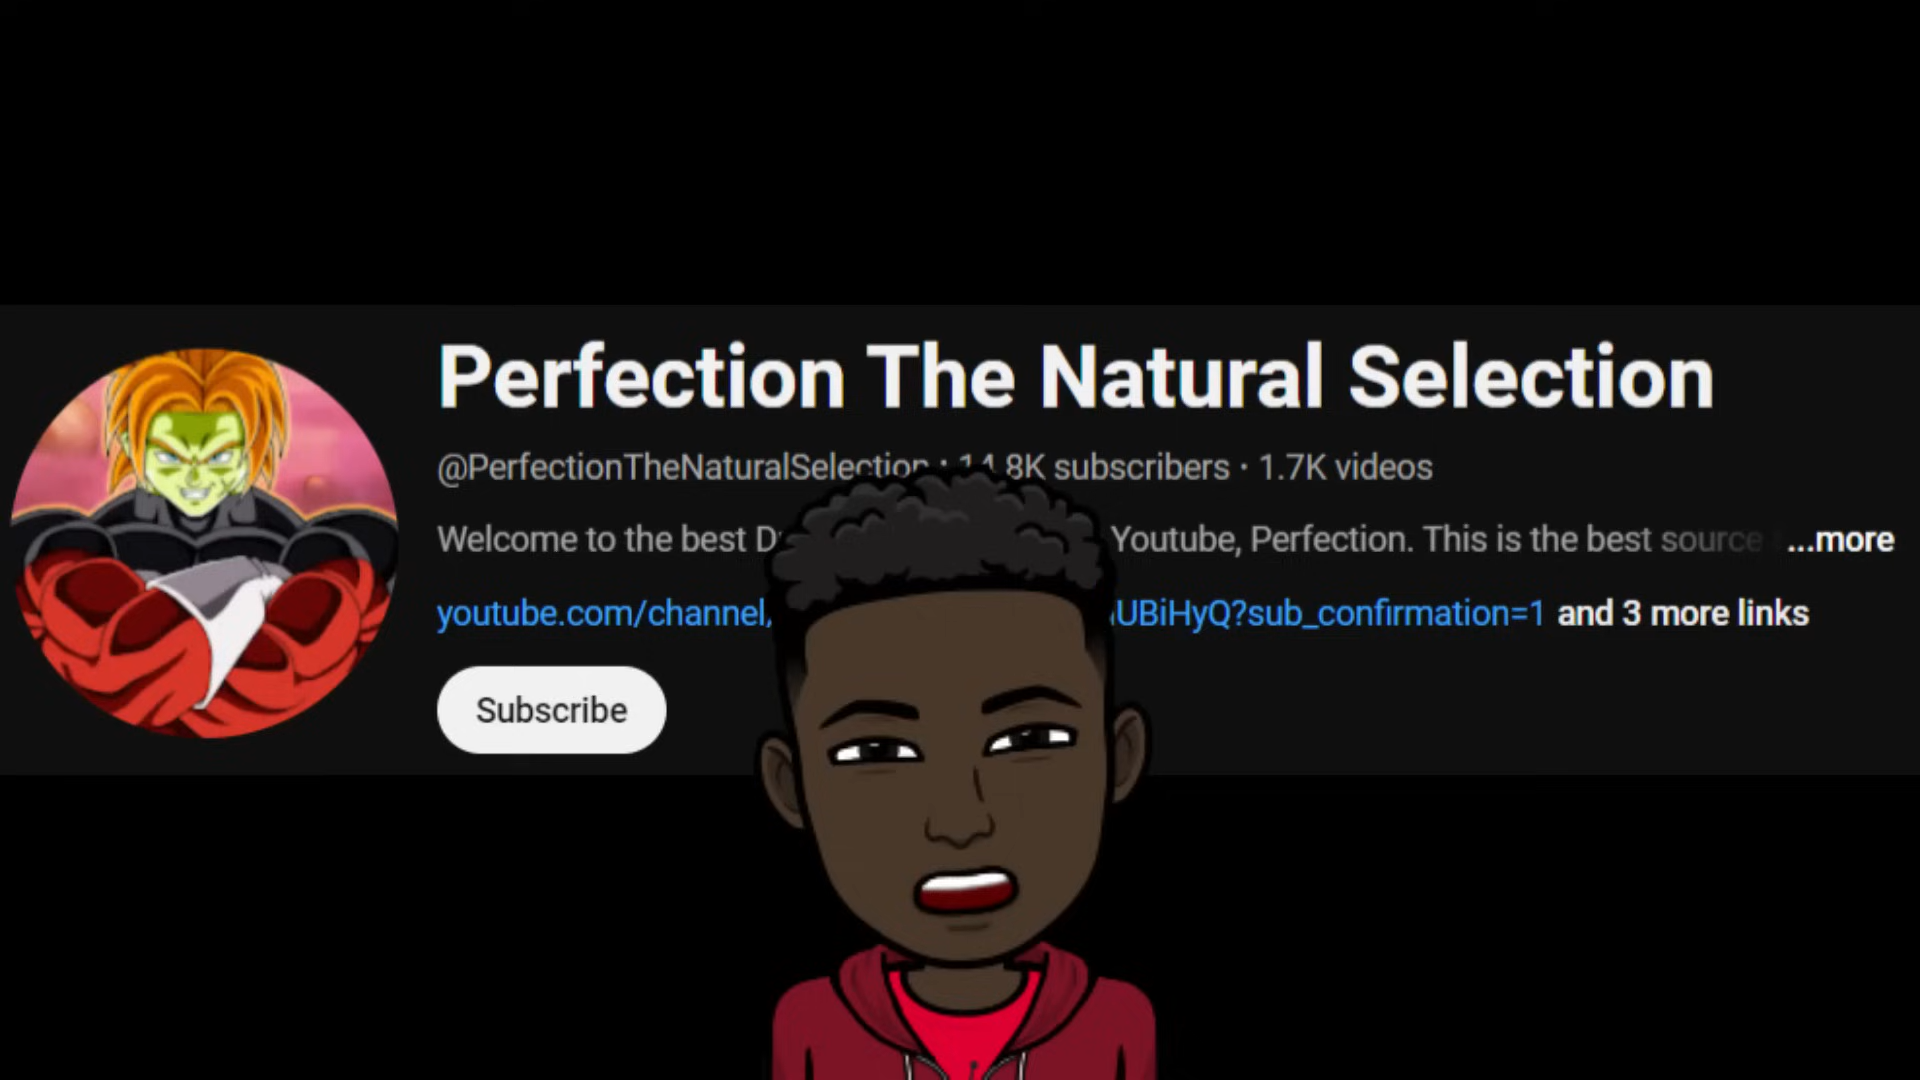 Perfection The Natural Selection
@PerfectionTheNaturalSelection · 14.8K subscribers · 1.7K videos
Welcome to the best Youtube, Perfection. This is the best source ...more
youtube.com/channel/ UBiHyQ?sub_confirmation=1 and 3 more links
Subscribe